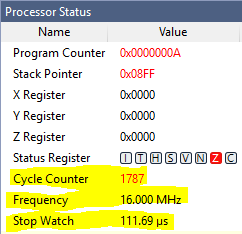 Processor Status
Name Value
Program Counter 0x0000000A
Stack Pointer 0x08FF
X Register 0x0000
Y Register 0x0000
Z Register 0x0000
Status Register I T H S V N Z C
Cycle Counter 1787
Frequency 16.000 MHz
Stop Watch 111.69 µs